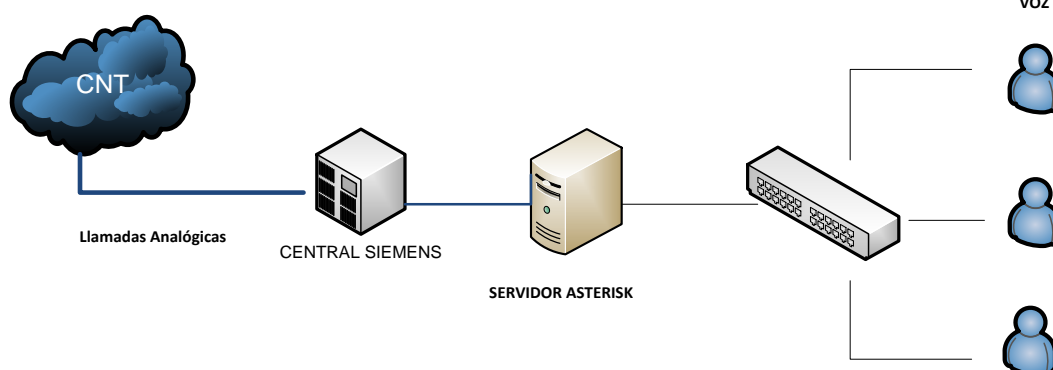 VOZ
CNT
Llamadas Analógicas
CENTRAL SIEMENS
SERVIDOR ASTERISK